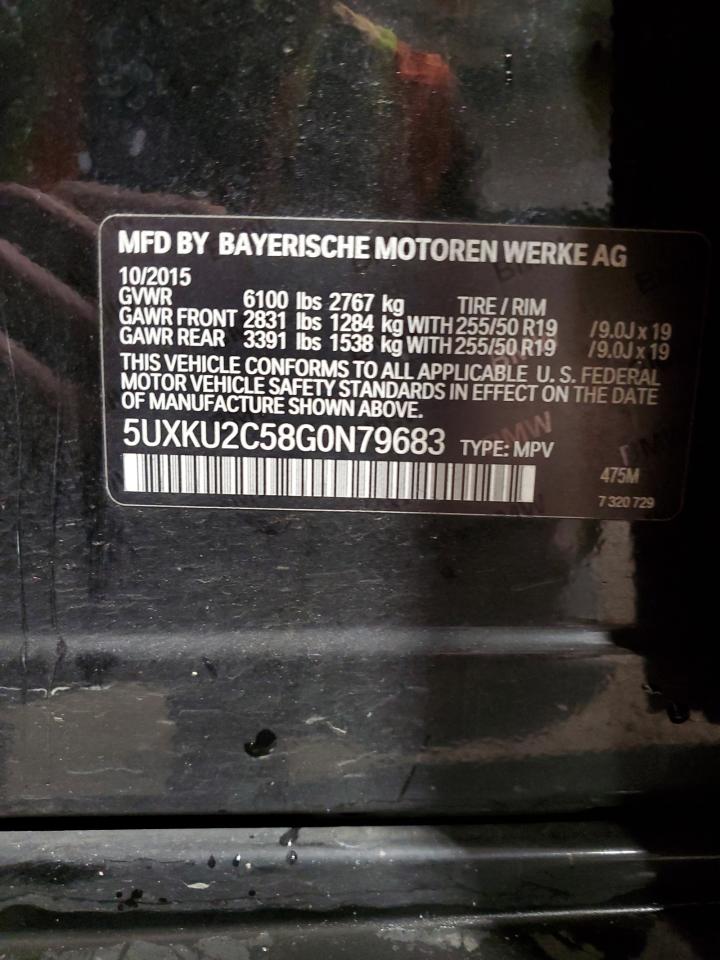 MFD BY BAYERISCHE MOTOREN WERKE AG
10/2015
GVWR 6100 lbs 2767 kg TIRE / RIM
GAWR FRONT 2831 lbs 1284 kg WITH 255/50 R19 /9.0J x 19
GAWR REAR 3391 lbs 1538 kg WITH 255/50 R19 /9.0J x 19
THIS VEHICLE CONFORMS TO ALL APPLICABLE U. S. FEDERAL
MOTOR VEHICLE SAFETY STANDARDS IN EFFECT ON THE DATE
OF MANUFACTURE SHOWN ABOVE.
5UXKU2C58G0N79683 TYPE: MPV
475M
7 320 729